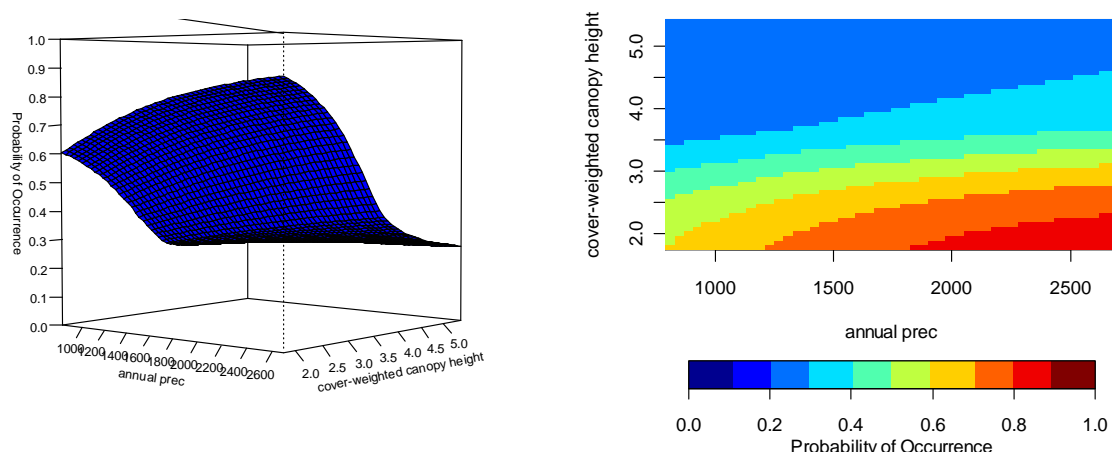 1.0
0.9
0.8
0.7
0.6
0.5
0.4
0.3
0.2
0.1
0.0
Probability of Occurrence
1000 1200 1400 1600 1800 2000 2200 2400 2600
annual prec
2.0 2.5 3.0 3.5 4.0 4.5 5.0
cover-weighted canopy height
cover-weighted canopy height
5.0
4.0
3.0
2.0
1000 1500 2000 2500
annual prec
0.0 0.2 0.4 0.6 0.8 1.0
Probability of Occurrence